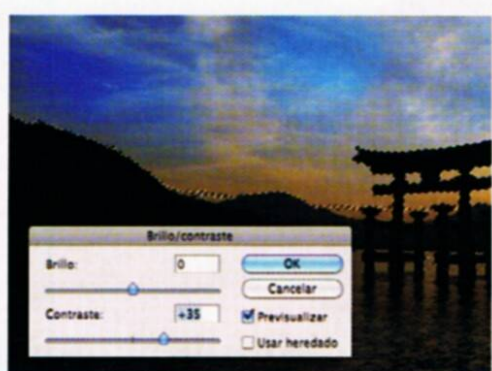 Brillo/contraste
Brillo: 0
OK
Cancelar
Contraste: +35
Previsualizar
Usar heredado